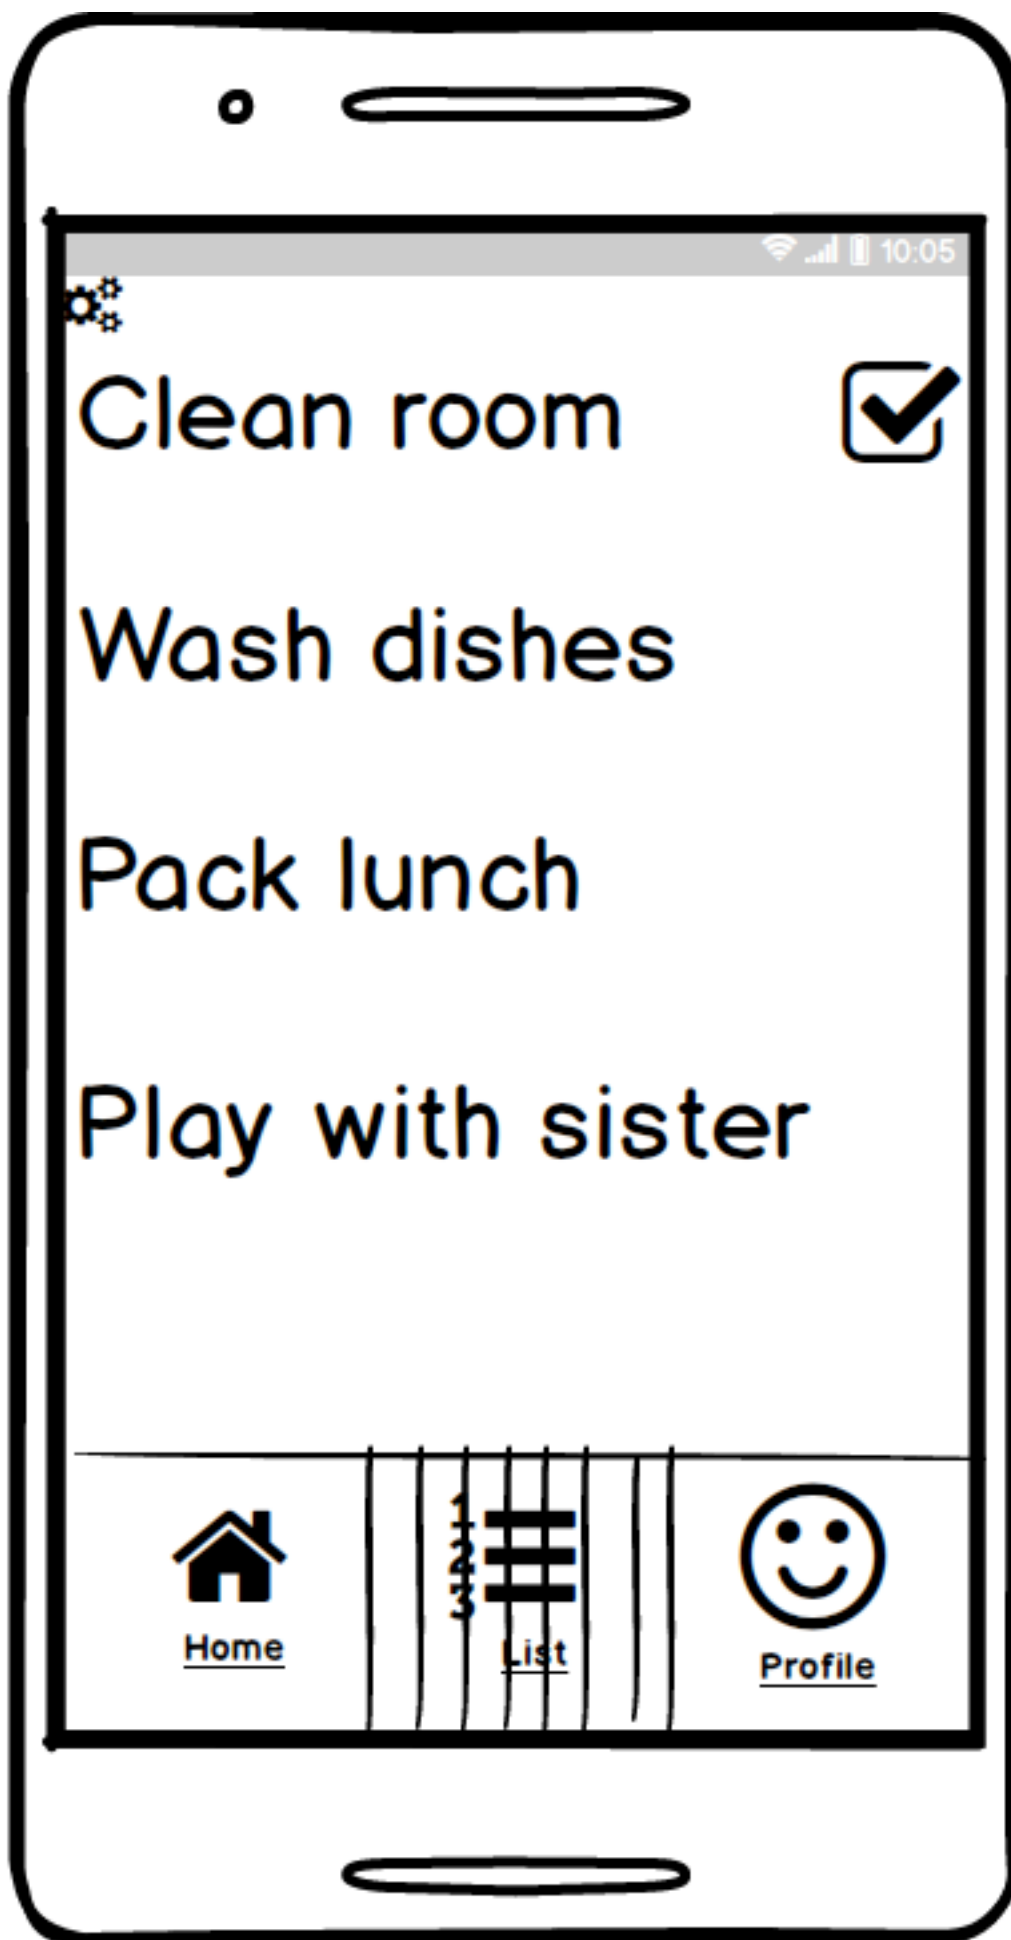 10:05
Clean room
Wash dishes
Pack lunch
Play with sister
1
2
3
Home
List
Profile